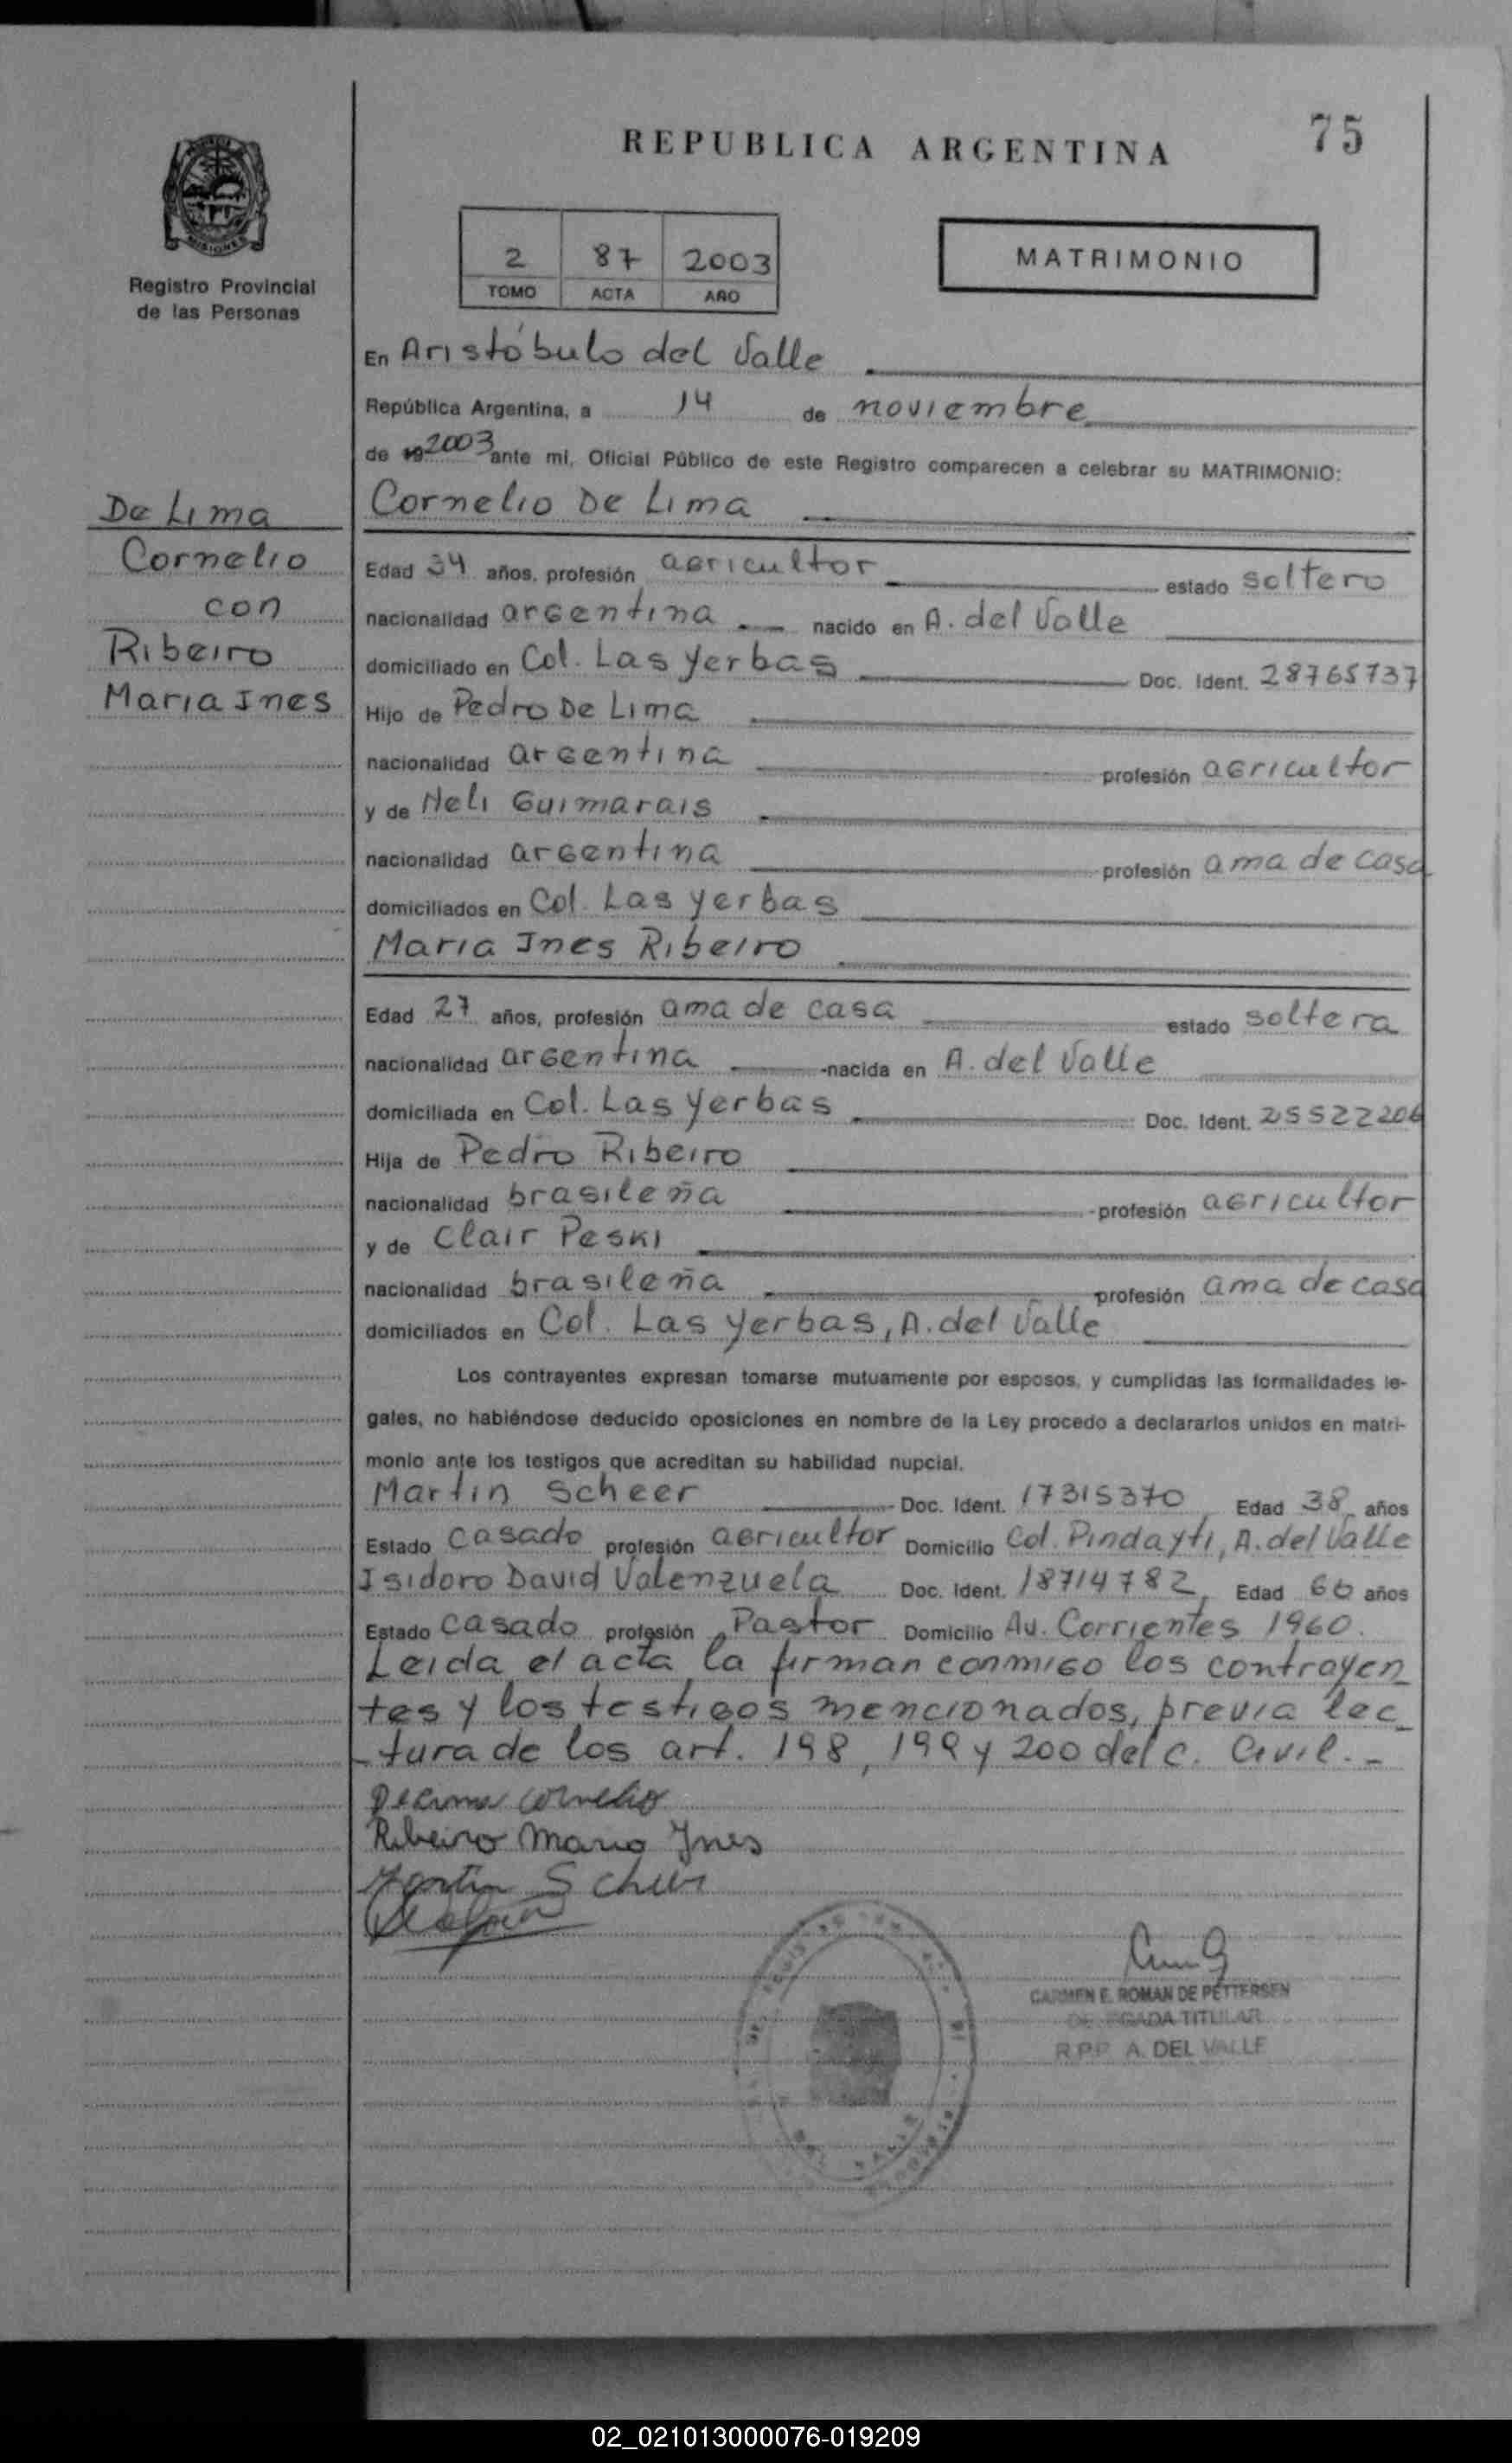 REPUBLICA ARGENTINA
75
MISIONES
Registro Provincial
de las Personas
2 87 2003
TOMO ACTA AÑO
MATRIMONIO
En Aristóbulo del Valle
República Argentina, a 14 de noviembre
de 19 2003 ante mí, Oficial Público de este Registro comparecen a celebrar su MATRIMONIO:
De Lima
Cornelio
con
Ribeiro
Maria Ines
Cornelio De Lima
Edad 34 años, profesión agricultor estado soltero
nacionalidad argentina nacido en A. del Valle
domiciliado en Col. Las Yerbas Doc. Ident. 28765737
Hijo de Pedro De Lima
nacionalidad argentina profesión agricultor
y de Neli Guimarais
nacionalidad argentina profesión ama de casa
domiciliados en Col. Las Yerbas
Maria Ines Ribeiro
Edad 27 años, profesión ama de casa estado soltera
nacionalidad argentina nacida en A. del Valle
domiciliada en Col. Las Yerbas Doc. Ident. 25522206
Hija de Pedro Ribeiro
nacionalidad brasileña profesión agricultor
y de Clair Peski
nacionalidad brasileña profesión ama de casa
domiciliados en Col. Las Yerbas, A. del Valle
Los contrayentes expresan tomarse mutuamente por esposos, y cumplidas las formalidades le-
gales, no habiéndose deducido oposiciones en nombre de la Ley procedo a declararlos unidos en matri-
monio ante los testigos que acreditan su habilidad nupcial.
Martin Scheer Doc. Ident. 17315370 Edad 38 años
Estado casado profesión agricultor Domicilio Col. Pindayti, A. del Valle
Isidoro David Valenzuela Doc. Ident. 18714782, Edad 66 años
Estado casado profesión Pastor Domicilio Av. Corrientes 1960.
Leida el acta la firman conmigo los contrayen_
tes y los testigos mencionados, previa lec_
tura de los art. 198, 199 y 200 del C. Civil.-
Delima Cornelio
Ribeiro Maria Ynes
Martin Scheer
CARMEN E. ROMAN DE PETTERSEN
DELEGADA TITULAR
R.P.P. A. DEL VALLE
02_021013000076-019209